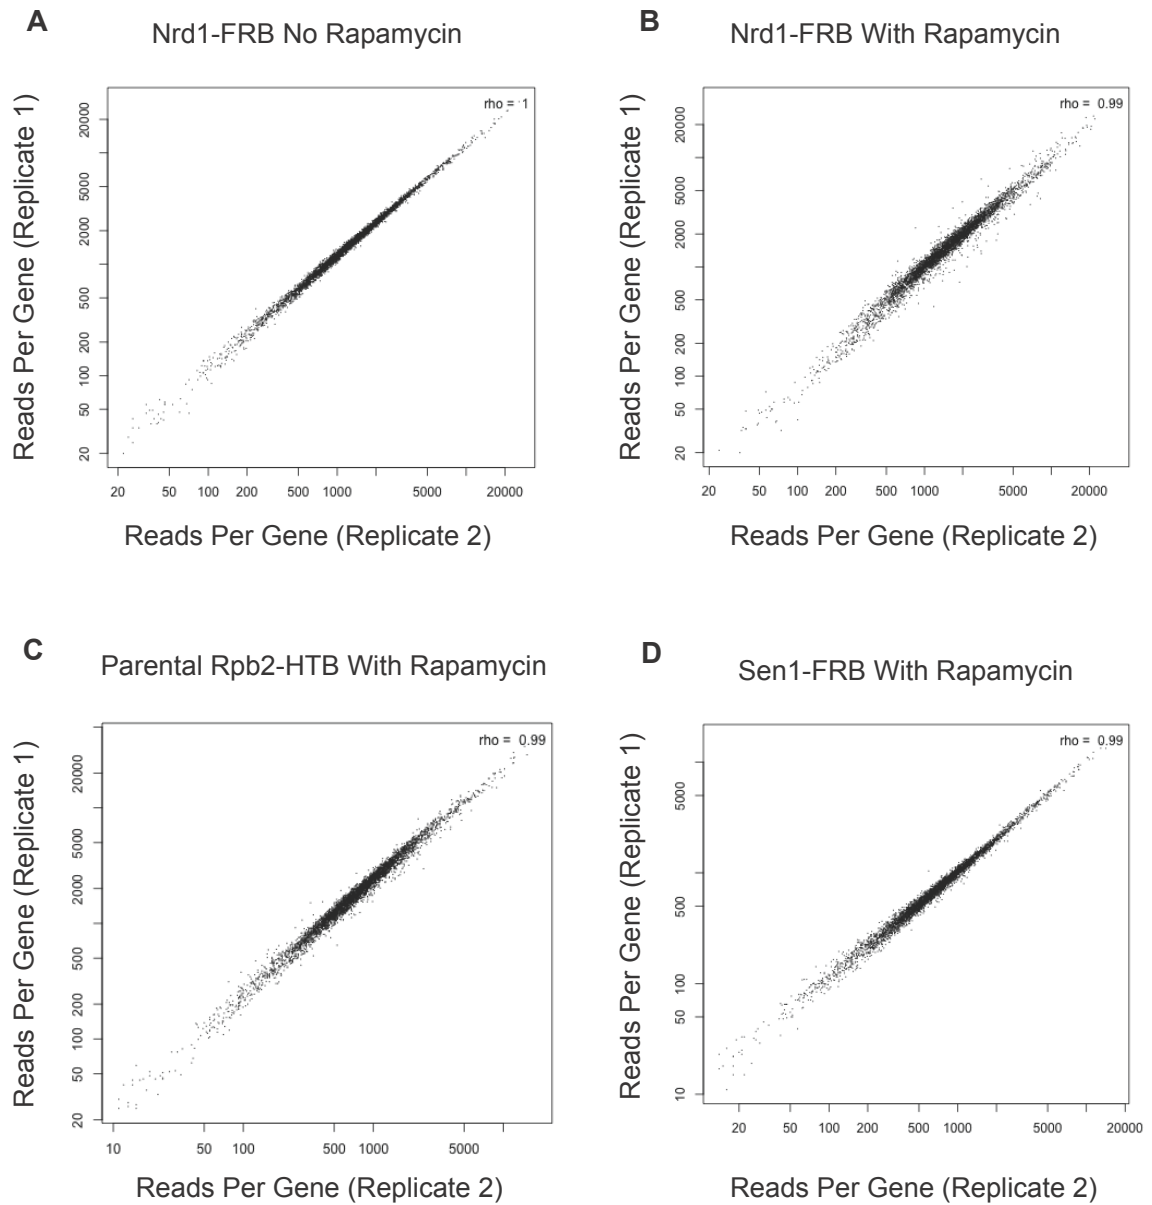 A
Nrd1-FRB No Rapamycin
rho = 1
Reads Per Gene (Replicate 1)
20000
5000
2000
500
200
100
50
20
20 50 100 200 500 1000 5000 20000
Reads Per Gene (Replicate 2)
B
Nrd1-FRB With Rapamycin
rho = 0.99
Reads Per Gene (Replicate 1)
20000
5000
2000
500
200
100
50
20
20 50 100 200 500 1000 5000 20000
Reads Per Gene (Replicate 2)
C
Parental Rpb2-HTB With Rapamycin
rho = 0.99
Reads Per Gene (Replicate 1)
20000
5000
2000
500
200
100
50
20
10 50 100 500 1000 5000
Reads Per Gene (Replicate 2)
D
Sen1-FRB With Rapamycin
rho = 0.99
Reads Per Gene (Replicate 1)
5000
500
100
50
10
20 50 100 200 500 1000 5000 20000
Reads Per Gene (Replicate 2)